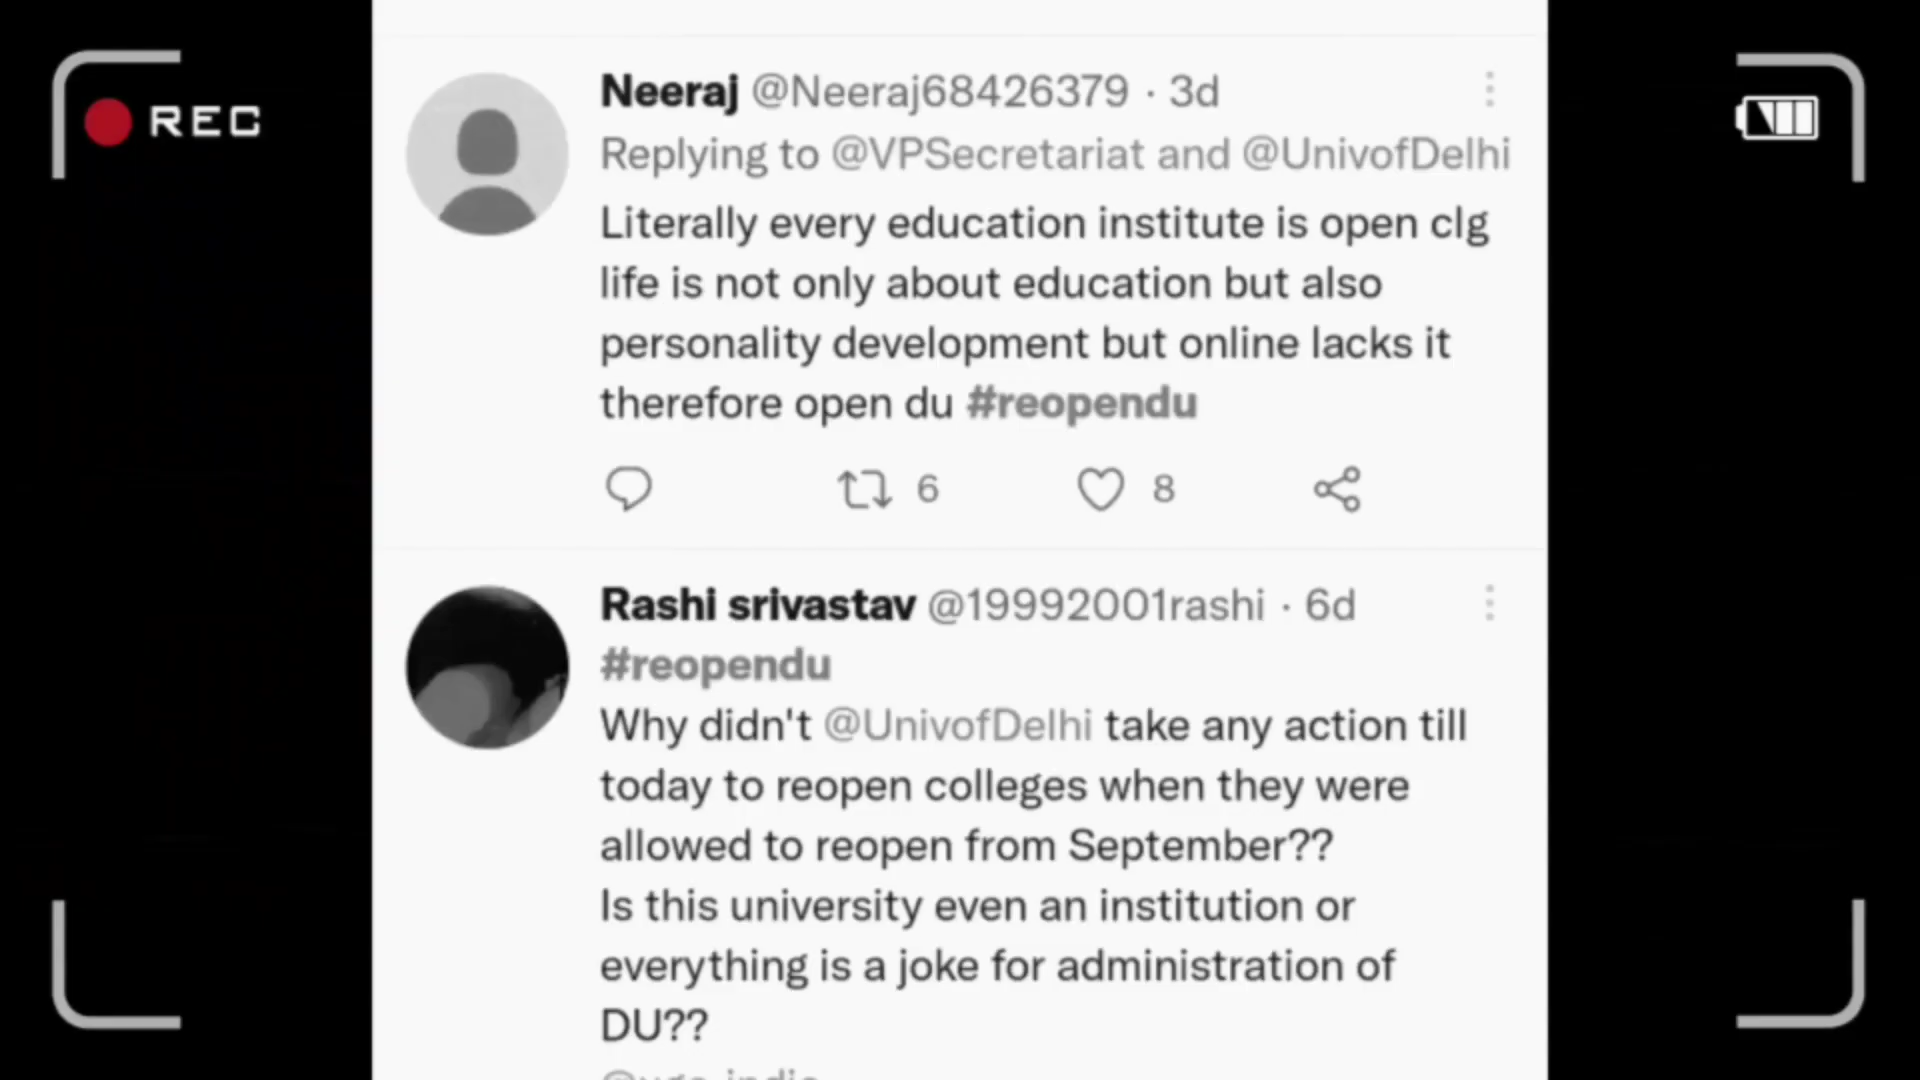 REC
Neeraj @Neeraj68426379 · 3d
Replying to @VPSecretariat and @UnivofDelhi
Literally every education institute is open clg
life is not only about education but also
personality development but online lacks it
therefore open du #reopendu
6 8
Rashi srivastav @19992001rashi · 6d
#reopendu
Why didn't @UnivofDelhi take any action till
today to reopen colleges when they were
allowed to reopen from September??
Is this university even an institution or
everything is a joke for administration of
DU??